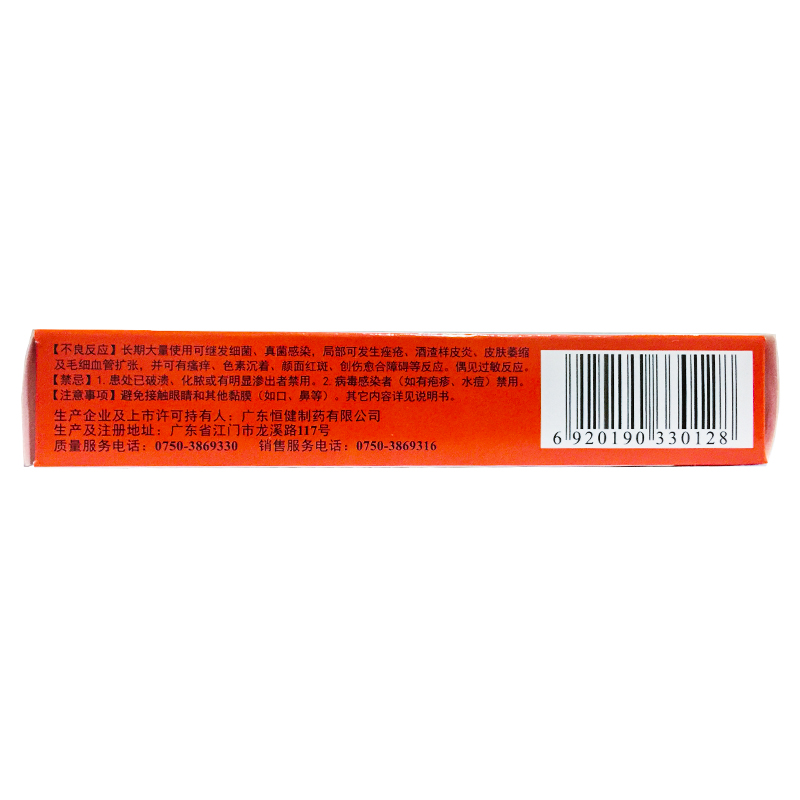 【不良反应】长期大量使用可继发细菌、真菌感染，局部可发生痤疮、酒渣样皮炎、皮肤萎缩
及毛细血管扩张，并可有瘙痒、色素沉着、颜面红斑、创伤愈合障碍等反应。偶见过敏反应。
【禁忌】1. 患处已破溃、化脓或有明显渗出者禁用。2. 病毒感染者（如有疱疹、水痘）禁用。
【注意事项】避免接触眼睛和其他黏膜（如口、鼻等）。其它内容详见说明书。
生产企业及上市许可持有人：广东恒健制药有限公司
生产及注册地址：广东省江门市龙溪路117号
质量服务电话：0750-3869330 销售服务电话：0750-3869316
6 920190 330128